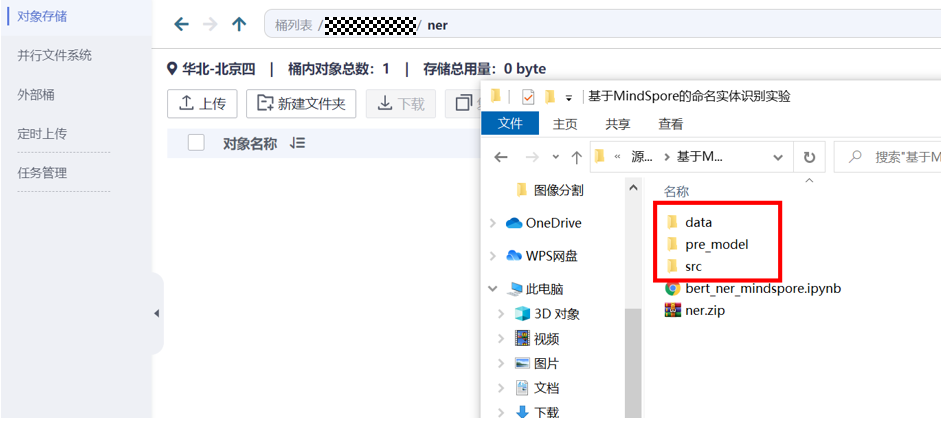 对象存储
并行文件系统
外部桶
定时上传
任务管理
桶列表 / / ner
华北-北京四 | 桶内对象总数：1 | 存储总用量：0 byte
上传 新建文件夹 下载
对象名称
基于MindSpore的命名实体识别实验
文件 主页 共享 查看
« 源... › 基于M... 搜索"基于M
图像分割
OneDrive
WPS网盘
此电脑
3D 对象
视频
图片
文档
下载
名称
data
pre_model
src
bert_ner_mindspore.ipynb
ner.zip